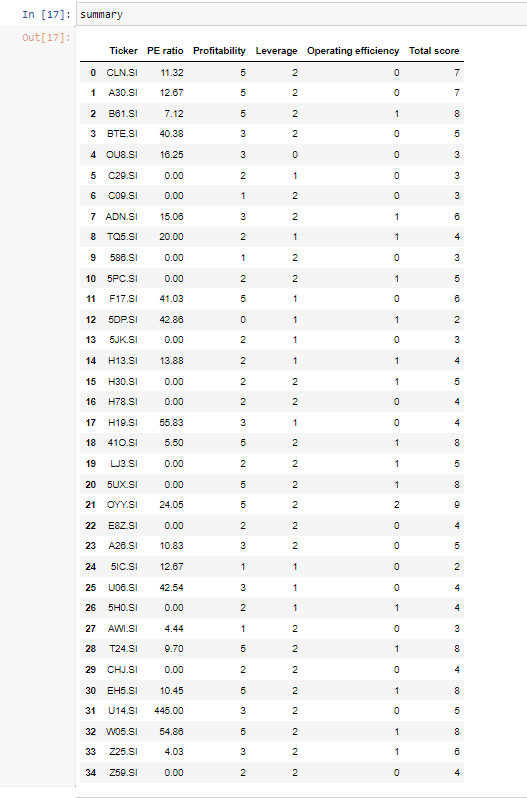 In [17]: summary
Out[17]:
Ticker PE ratio Profitability Leverage Operating efficiency Total score
0 CLN.SI 11.32 5 2 0 7
1 A30.SI 12.67 5 2 0 7
2 B61.SI 7.12 5 2 1 8
3 BTE.SI 40.38 3 2 0 5
4 OU8.SI 16.25 3 0 0 3
5 C29.SI 0.00 2 1 0 3
6 C09.SI 0.00 1 2 0 3
7 ADN.SI 15.06 3 2 1 6
8 TQ5.SI 20.00 2 1 1 4
9 586.SI 0.00 1 2 0 3
10 5PC.SI 0.00 2 2 1 5
11 F17.SI 41.03 5 1 0 6
12 5DP.SI 42.86 0 1 1 2
13 5JK.SI 0.00 2 1 0 3
14 H13.SI 13.88 2 1 1 4
15 H30.SI 0.00 2 2 1 5
16 H78.SI 0.00 2 2 0 4
17 H19.SI 55.83 3 1 0 4
18 41O.SI 5.50 5 2 1 8
19 LJ3.SI 0.00 2 2 1 5
20 5UX.SI 0.00 5 2 1 8
21 OYY.SI 24.05 5 2 2 9
22 E8Z.SI 0.00 2 2 0 4
23 A26.SI 10.83 3 2 0 5
24 5IC.SI 12.67 1 1 0 2
25 U06.SI 42.54 3 1 0 4
26 5H0.SI 0.00 2 1 1 4
27 AWI.SI 4.44 1 2 0 3
28 T24.SI 9.70 5 2 1 8
29 CHJ.SI 0.00 2 2 0 4
30 EH5.SI 10.45 5 2 1 8
31 U14.SI 445.00 3 2 0 5
32 W05.SI 54.86 5 2 1 8
33 Z25.SI 4.03 3 2 1 6
34 Z59.SI 0.00 2 2 0 4